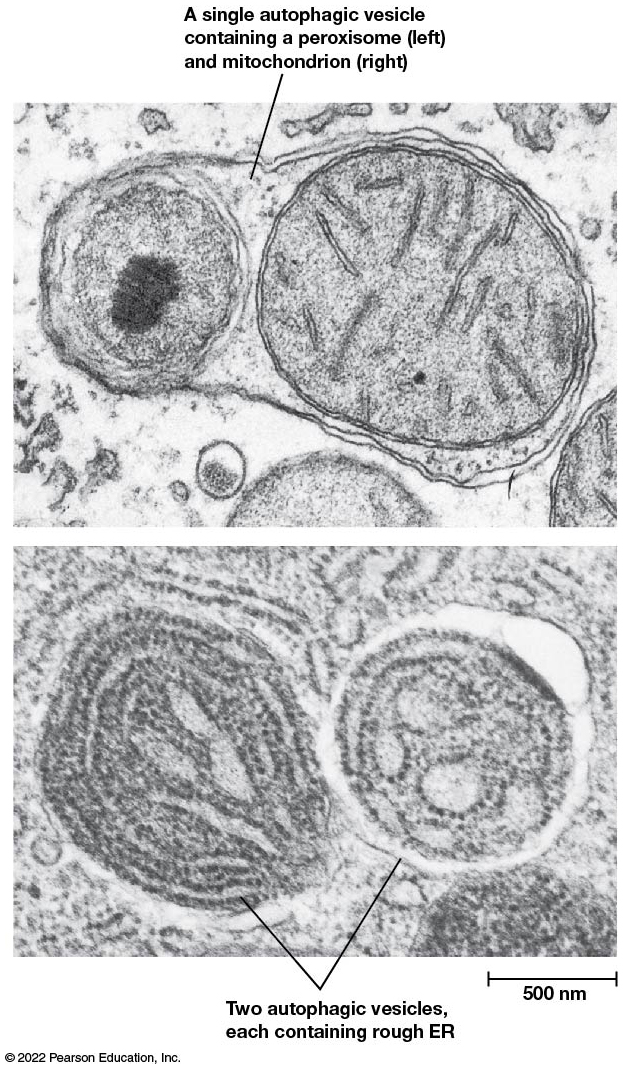 A single autophagic vesicle
containing a peroxisome (left)
and mitochondrion (right)
500 nm
Two autophagic vesicles,
each containing rough ER
© 2022 Pearson Education, Inc.